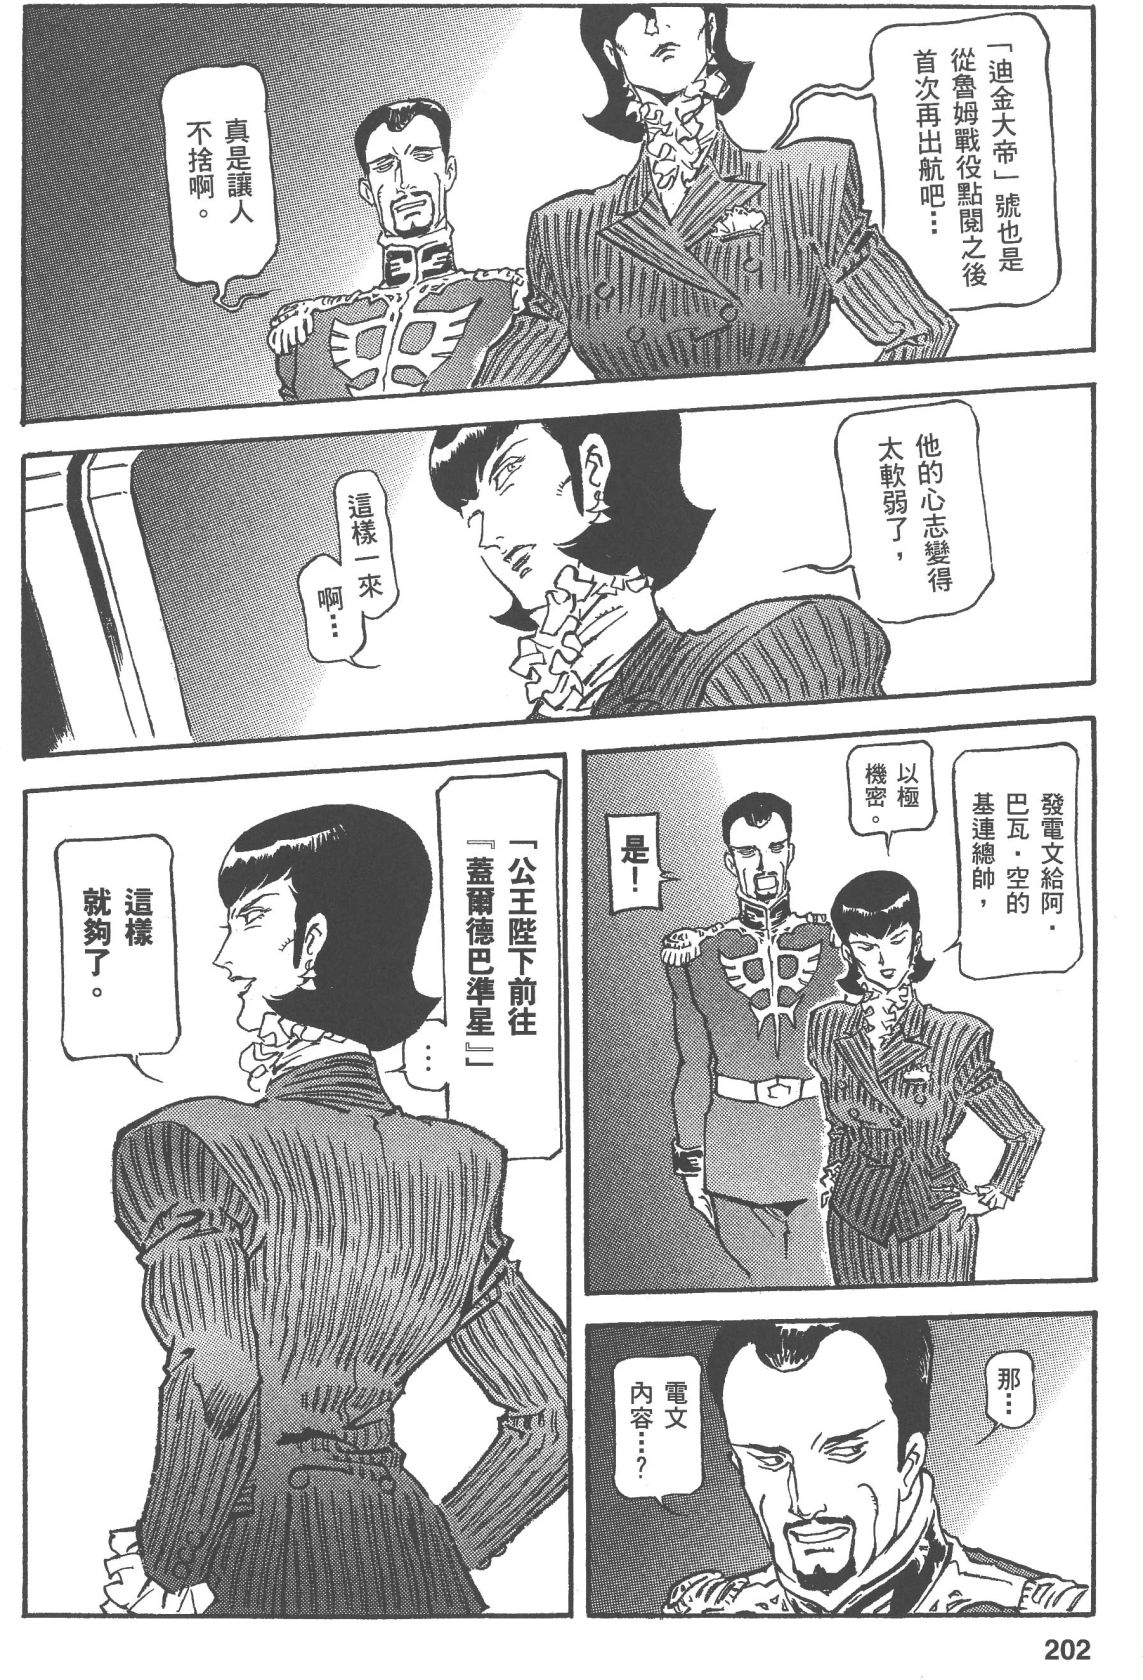 「迪金大帝」號也是
從魯姆戰役點閱之後
首次再出航吧…
真是讓人
不捨啊。
他的心志變得
太軟弱了，
這樣一來
啊…
發電文給阿·
巴瓦·空的
基連總帥，
以極
機密。
是！
那…
電文
內容…?
「公王陛下前往
『蓋爾德巴準星』」
…
這樣
就夠了。
202